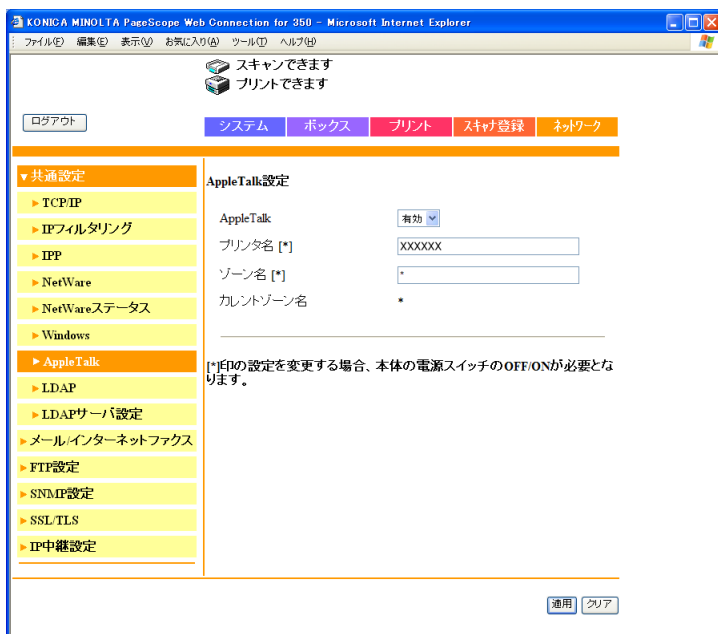 KONICA MINOLTA PageScope Web Connection for 350 - Microsoft Internet Explorer
ファイル(F) 編集(E) 表示(V) お気に入り(A) ツール(T) ヘルプ(H)
スキャンできます
プリントできます
ログアウト
システム ボックス プリント スキャナ登録 ネットワーク
▼共通設定
▶TCP/IP
▶IPフィルタリング
▶IPP
▶NetWare
▶NetWareステータス
▶Windows
▶AppleTalk
▶LDAP
▶LDAPサーバ設定
▶メール/インターネットファクス
▶FTP設定
▶SNMP設定
▶SSL/TLS
▶IP中継設定
AppleTalk設定
AppleTalk 有効
プリンタ名 [*] XXXXXX
ゾーン名 [*] *
カレントゾーン名 *
[*]印の設定を変更する場合、本体の電源スイッチのOFF/ONが必要とな
ります。
適用 クリア